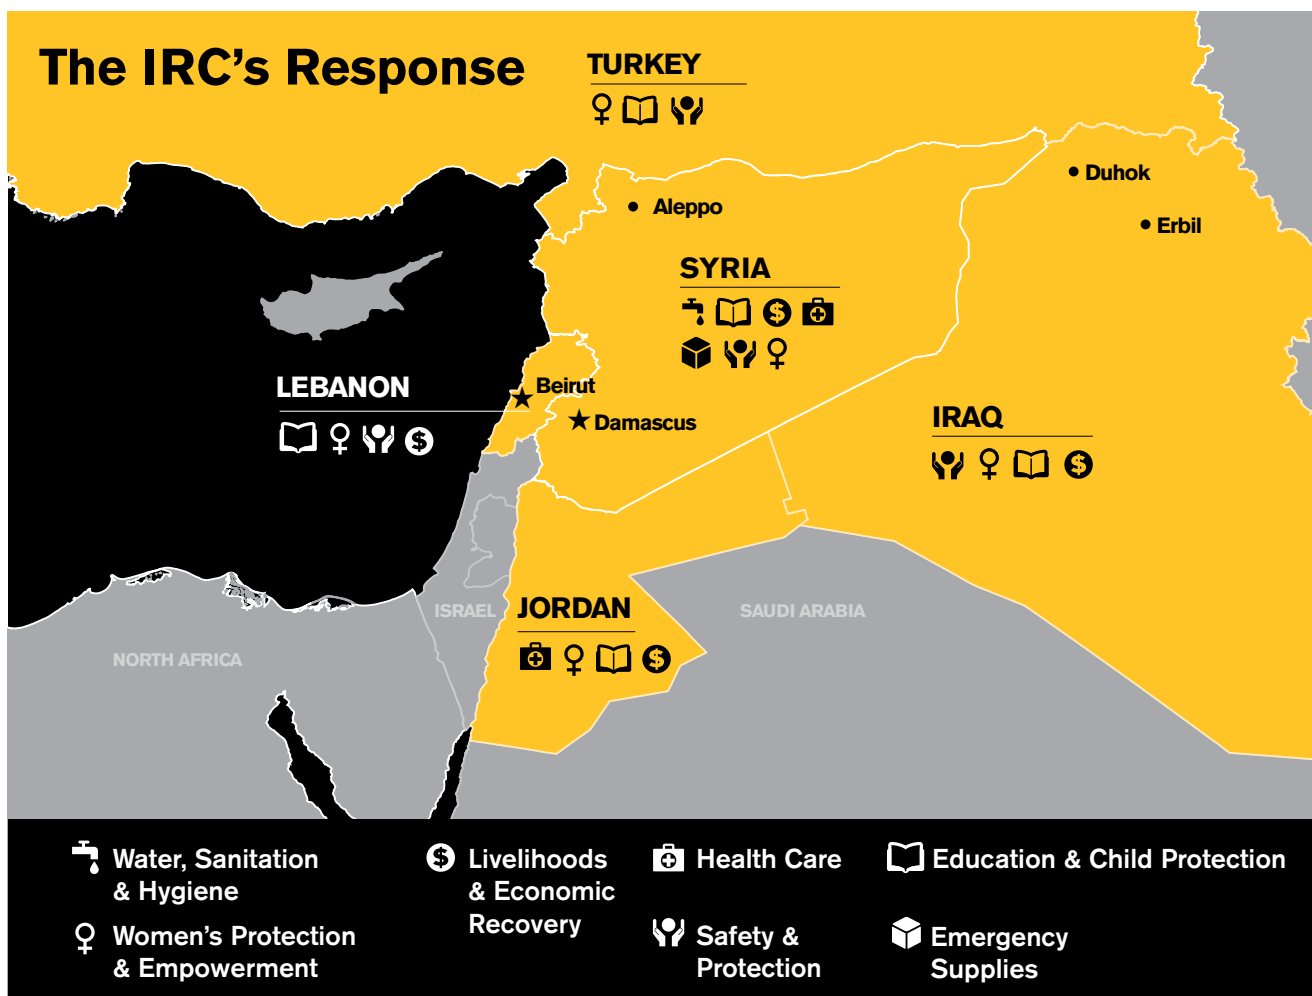 The IRC's Response
TURKEY
Duhok
Aleppo
Erbil
SYRIA
LEBANON
Beirut
Damascus
IRAQ
ISRAEL
JORDAN
SAUDI ARABIA
NORTH AFRICA
Water, Sanitation
& Hygiene
Women's Protection
& Empowerment
Livelihoods
& Economic
Recovery
Health Care
Safety &
Protection
Education & Child Protection
Emergency
Supplies